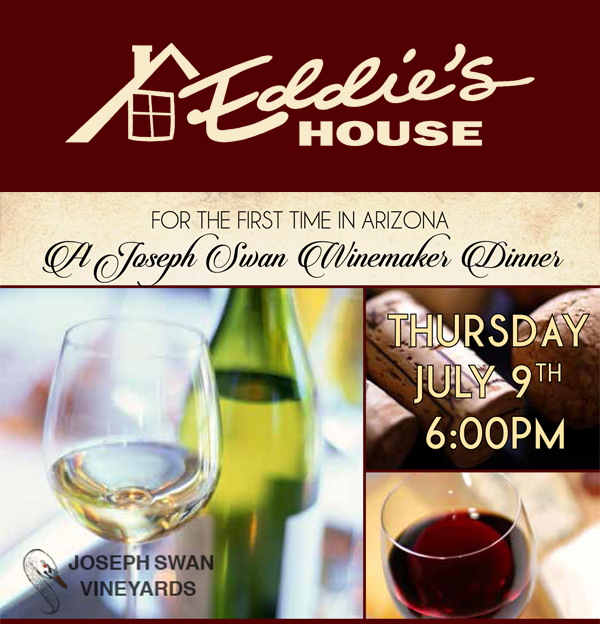 Eddie's
HOUSE
FOR THE FIRST TIME IN ARIZONA
A Joseph Swan Winemaker Dinner
THURSDAY
JULY 9TH
6:00PM
JOSEPH SWAN
VINEYARDS